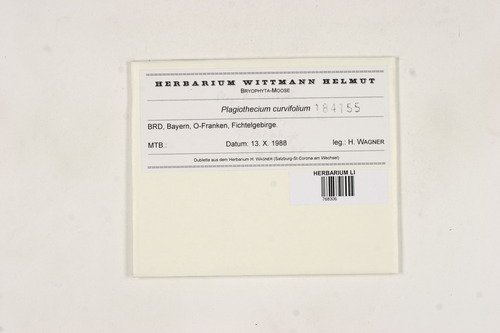 HERBARIUM WITTMANN HELMUT
BRYOPHYTA-MOOSE
Plagiothecium curvifolium 184155
BRD, Bayern, O-Franken, Fichtelgebirge.
MTB.: Datum: 13. X. 1988 leg.: H. WAGNER
Dublette aus dem Herbarium H. WAGNER (Salzburg-St.Corona am Wechsel)
HERBARIUM LI
768306